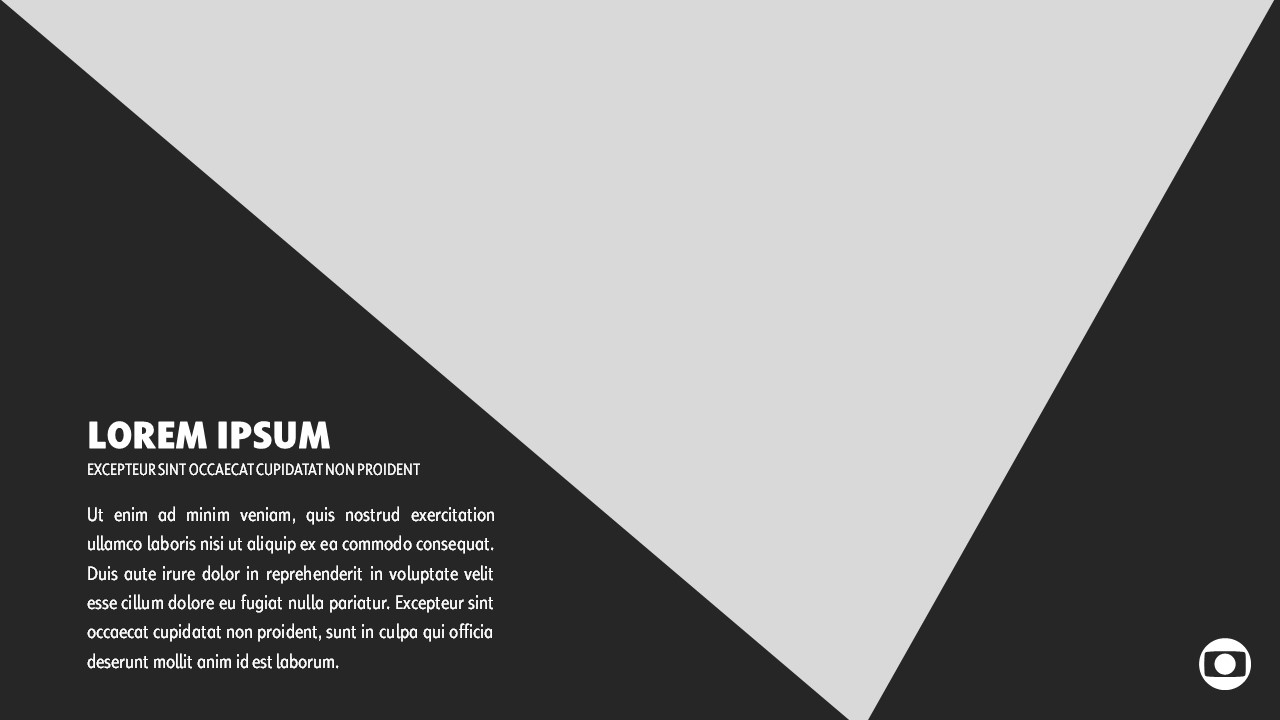 LOREM IPSUM
EXCEPTEUR SINT OCCAECAT CUPIDATAT NON PROIDENT
Ut enim ad minim veniam, quis nostrud exercitation
ullamco laboris nisi ut aliquip ex ea commodo consequat.
Duis aute irure dolor in reprehenderit in voluptate velit
esse cillum dolore eu fugiat nulla pariatur. Excepteur sint
occaecat cupidatat non proident, sunt in culpa qui officia
deserunt mollit anim id est laborum.